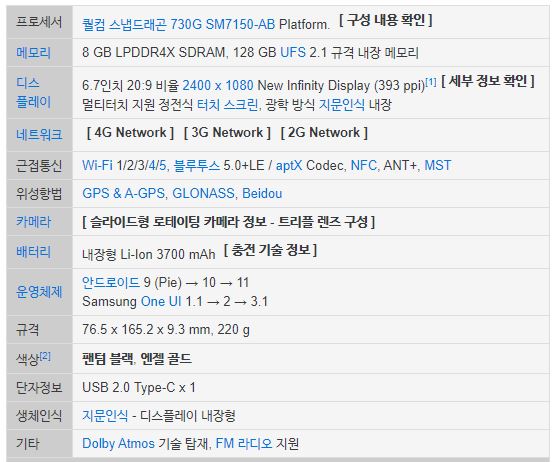 프로세서 퀄컴 스냅드래곤 730G SM7150-AB Platform. [ 구성 내용 확인 ]
메모리 8 GB LPDDR4X SDRAM, 128 GB UFS 2.1 규격 내장 메모리
디스
플레이
6.7인치 20:9 비율 2400 x 1080 New Infinity Display (393 ppi)[1] [ 세부 정보 확인 ]
멀티터치 지원 정전식 터치 스크린, 광학 방식 지문인식 내장
네트워크 [ 4G Network ] [ 3G Network ] [ 2G Network ]
근접통신 Wi-Fi 1/2/3/4/5, 블루투스 5.0+LE / aptX Codec, NFC, ANT+, MST
위성항법 GPS & A-GPS, GLONASS, Beidou
카메라 [ 슬라이드형 로테이팅 카메라 정보 - 트리플 렌즈 구성 ]
배터리 내장형 Li-Ion 3700 mAh [ 충전 기술 정보 ]
운영체제
안드로이드 9 (Pie) → 10 → 11
Samsung One UI 1.1 → 2 → 3.1
규격 76.5 x 165.2 x 9.3 mm, 220 g
색상[2] 팬텀 블랙, 엔젤 골드
단자정보 USB 2.0 Type-C x 1
생체인식 지문인식 - 디스플레이 내장형
기타 Dolby Atmos 기술 탑재, FM 라디오 지원